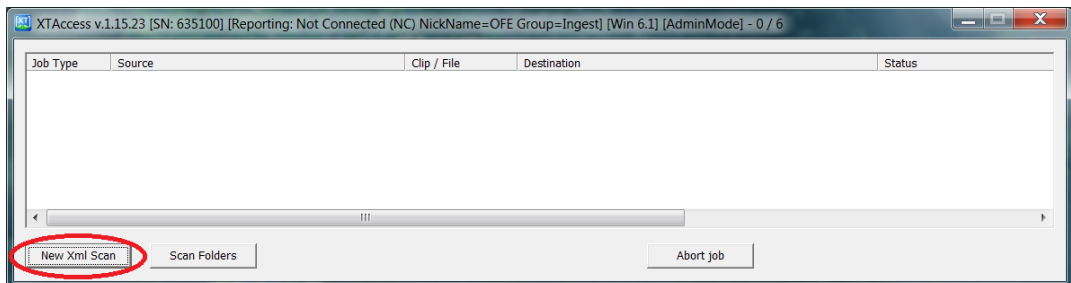 XTAccess v.1.15.23 [SN: 635100] [Reporting: Not Connected (NC) NickName=OFE Group=Ingest] [Win 6.1] [AdminMode] - 0 / 6
Job Type Source Clip / File Destination Status
New Xml Scan Scan Folders Abort job